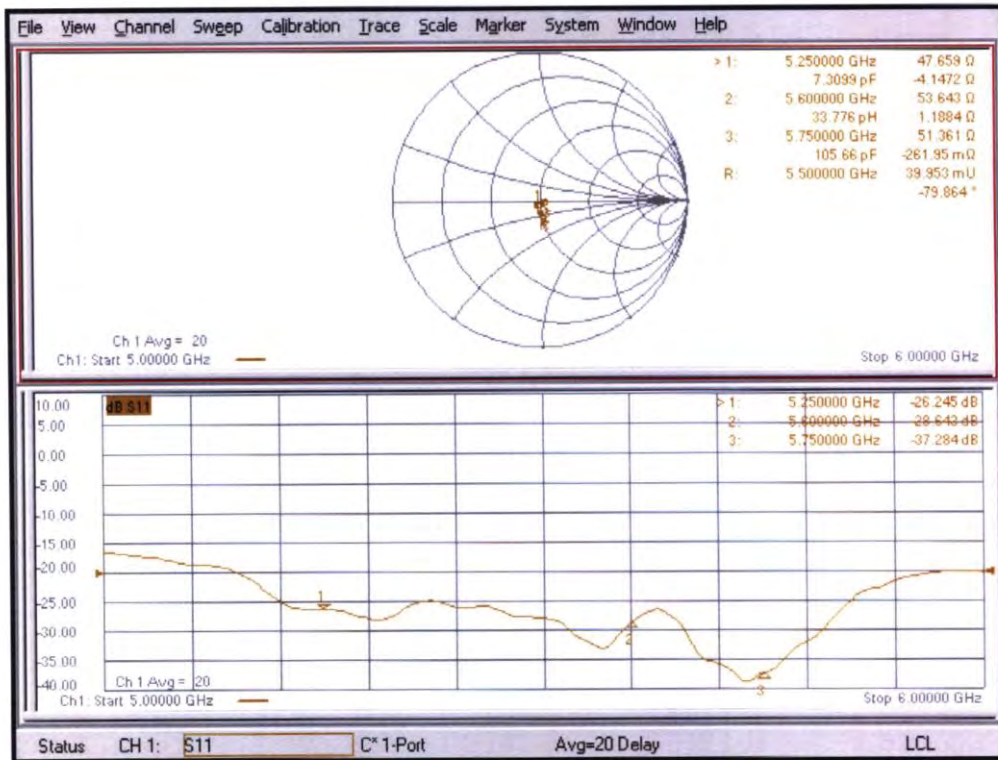 File View Channel Sweep Calibration Trace Scale Marker System Window Help
> 1: 5.250000 GHz 47.659 Ω
7.3099 pF -4.1472 Ω
2: 5.600000 GHz 53.643 Ω
33.776 pH 1.1884 Ω
3: 5.750000 GHz 51.361 Ω
105.66 pF -261.95 mΩ
R: 5.500000 GHz 39.953 mU
-79.864 °
1
Ch 1 Avg = 20
Ch1: Start 5.00000 GHz Stop 6.00000 GHz
10.00 dB S11 > 1: 5.250000 GHz -26.245 dB
5.00 2: 5.600000 GHz -28.643 dB
0.00 3: 5.750000 GHz -37.284 dB
-5.00
-10.00
-15.00
-20.00
-25.00 1
-30.00 2
-35.00
-40.00 Ch 1 Avg = 20 3
Ch1: Start 5.00000 GHz Stop 6.00000 GHz
Status CH 1: S11 C* 1-Port Avg=20 Delay LCL